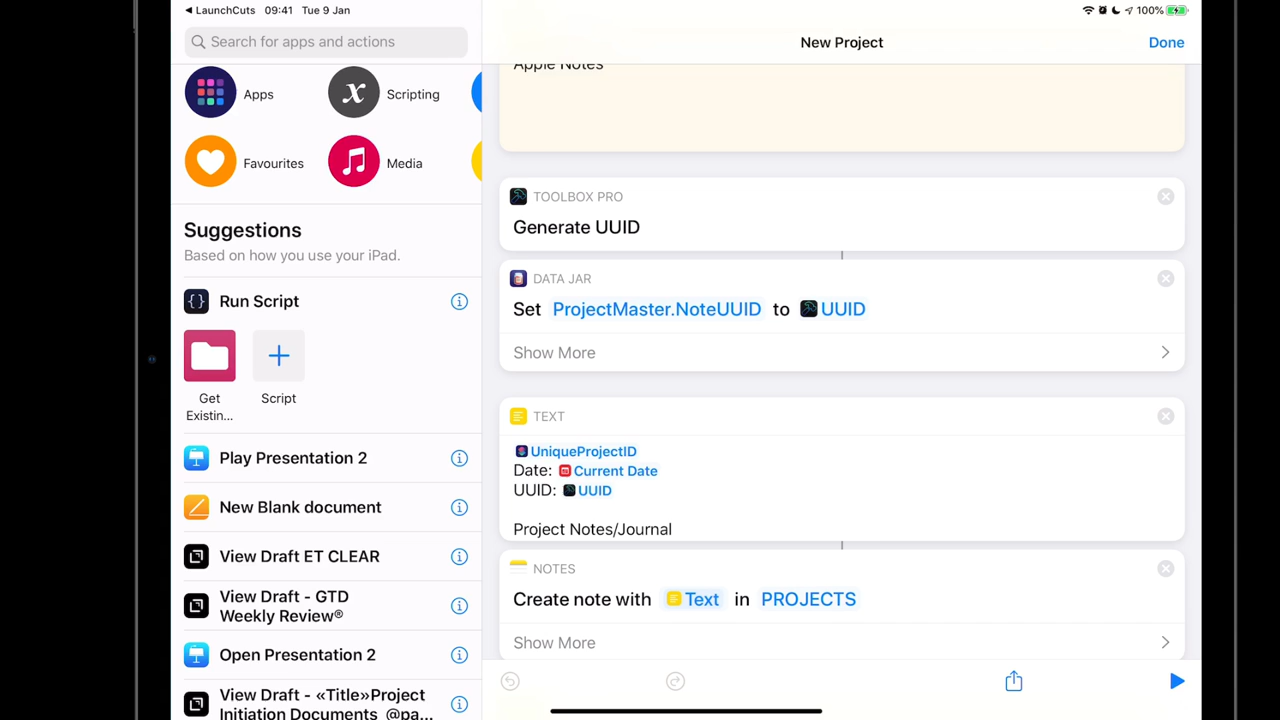 ◀ LaunchCuts 09:41 Tue 9 Jan
100%
Search for apps and actions
Apps
Scripting
Favourites
Media
Suggestions
Based on how you use your iPad.
Run Script
Get
Existin...
Script
Play Presentation 2
New Blank document
View Draft ET CLEAR
View Draft - GTD
Weekly Review®
Open Presentation 2
View Draft - «Title»Project
Initiation Documents @pa...
New Project
Done
Apple Notes
TOOLBOX PRO
Generate UUID
DATA JAR
Set ProjectMaster.NoteUUID to UUID
Show More
TEXT
UniqueProjectID
Date: Current Date
UUID: UUID
Project Notes/Journal
NOTES
Create note with Text in PROJECTS
Show More